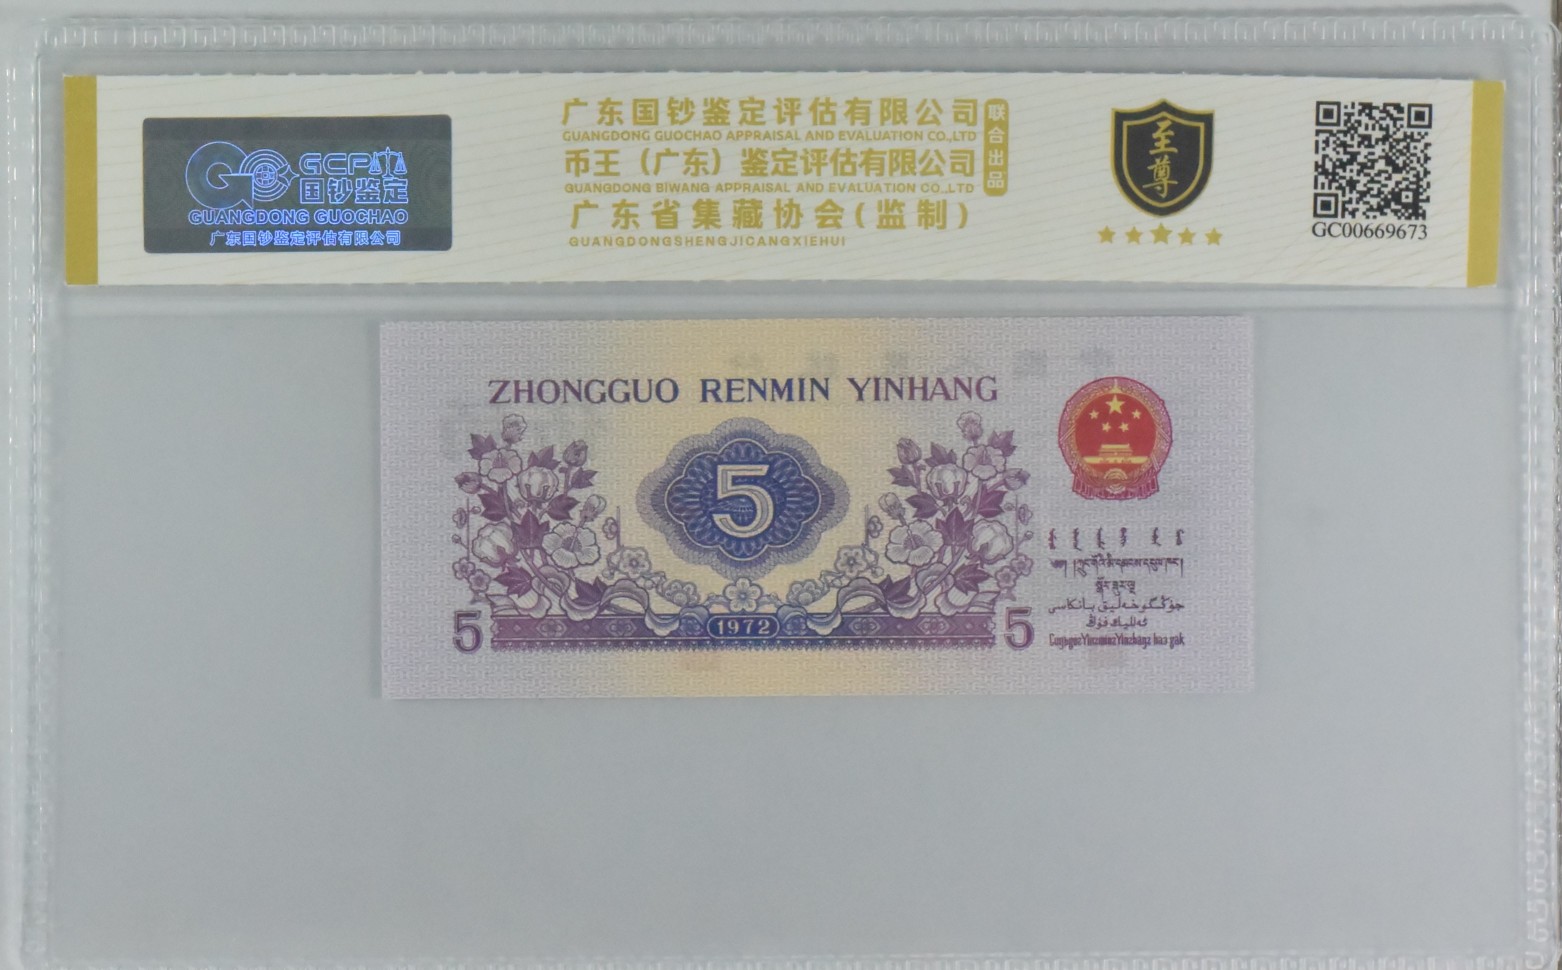 GCP
国钞鉴定
GUANGDONG GUOCHAO
广东国钞鉴定评估有限公司
广东国钞鉴定评估有限公司
GUANGDONG GUOCHAO APPRAISAL AND EVALUATION CO.,LTD
币王（广东）鉴定评估有限公司
GUANGDONG BIWANG APPRAISAL AND EVALUATION CO.,LTD
广东省集藏协会(监制)
GUANGDONGSHENGJICANGXIEHUI
联合出品
至尊
GC00669673
ZHONGGUO RENMIN YINHANG
5
5
1972
5